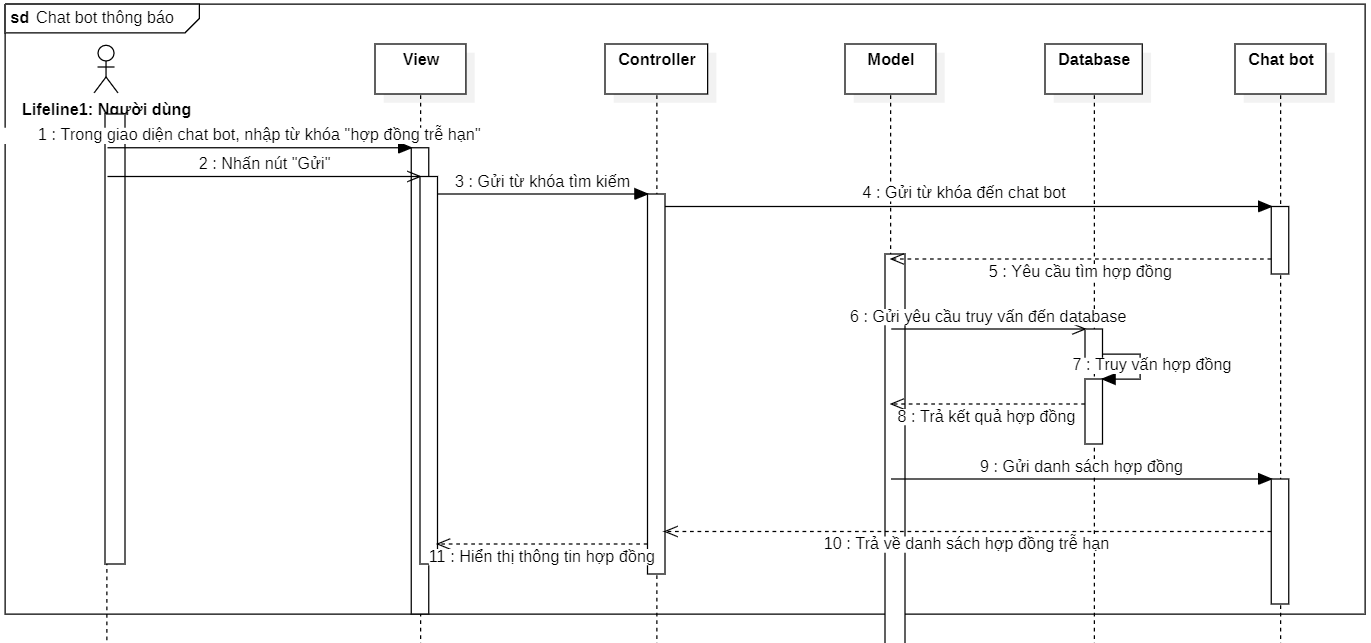 sd Chat bot thông báo
View
Controller
Model
Database
Chat bot
Lifeline1: Người dùng
1 : Trong giao diện chat bot, nhập từ khóa "hợp đồng trễ hạn"
2 : Nhấn nút "Gửi"
3 : Gửi từ khóa tìm kiếm
4 : Gửi từ khóa đến chat bot
5 : Yêu cầu tìm hợp đồng
6 : Gửi yêu cầu truy vấn đến database
7 : Truy vấn hợp đồng
8 : Trả kết quả hợp đồng
9 : Gửi danh sách hợp đồng
10 : Trả về danh sách hợp đồng trễ hạn
11 : Hiển thị thông tin hợp đồng